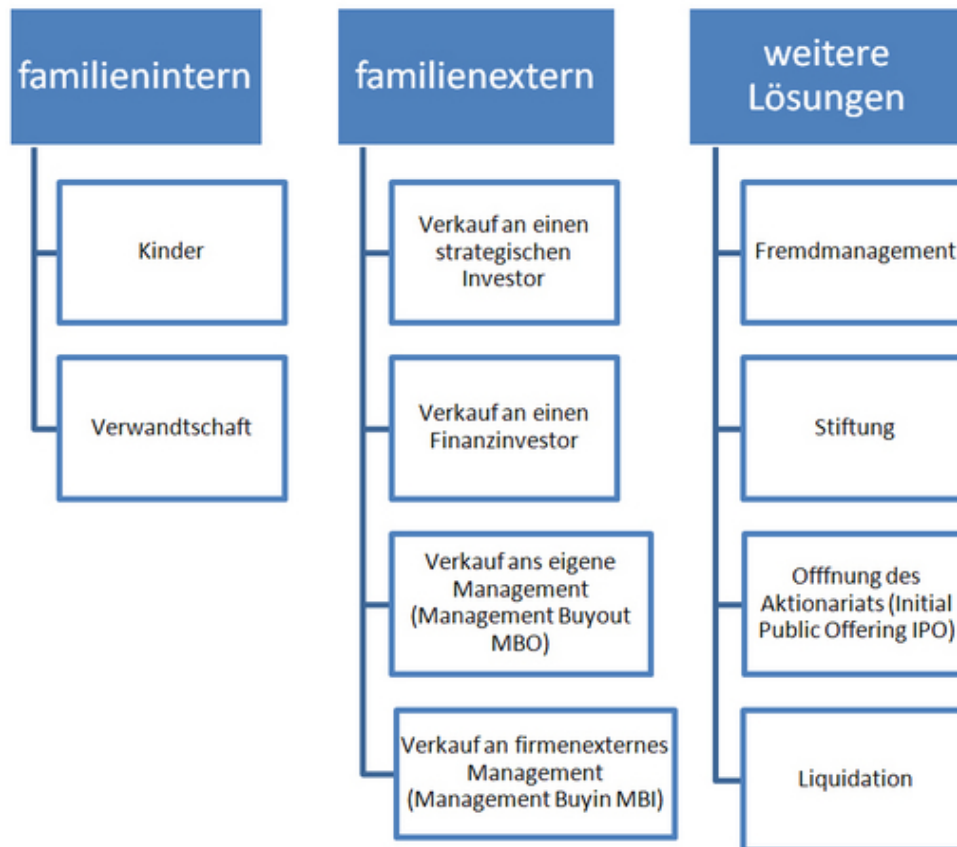 familienintern
Kinder
Verwandtschaft
familienextern
Verkauf an einen
strategischen
Investor
Verkauf an einen
Finanzinvestor
Verkauf ans eigene
Management
(Management Buyout
MBO)
Verkauf an firmenexternes
Management
(Management Buyin MBI)
weitere
Lösungen
Fremdmanagement
Stiftung
Offfnung des
Aktionariats (Initial
Public Offering IPO)
Liquidation